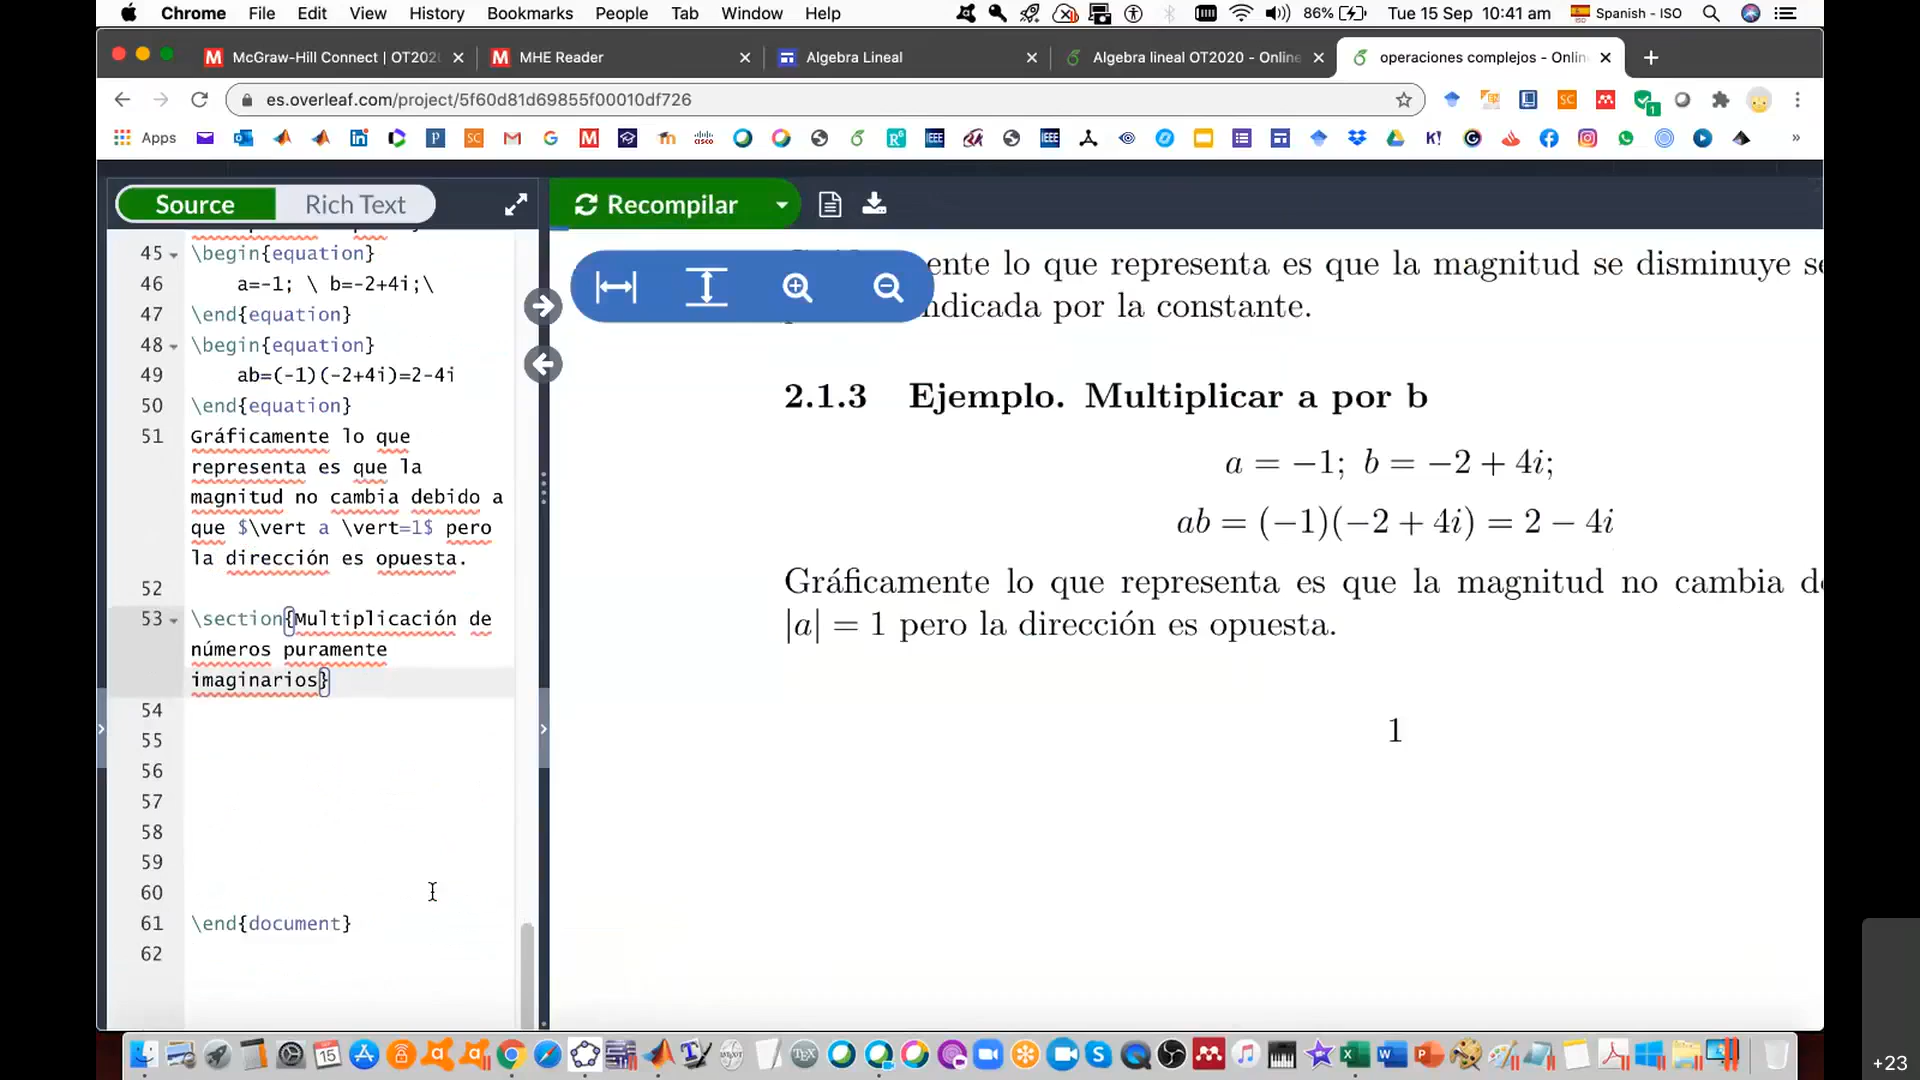 Chrome File Edit View History Bookmarks People Tab Window Help 86% Tue 15 Sep 10:41 am Spanish - ISO
McGraw-Hill Connect | OT202 MHE Reader Algebra Lineal Algebra lineal OT2020 - Online operaciones complejos - Onlin
es.overleaf.com/project/5f60d81d69855f00010df726
Apps
Source Rich Text Recompilar
45 \begin{equation}
46 a=-1; \ b=-2+4i;\
47 \end{equation}
48 \begin{equation}
49 ab=(-1)(-2+4i)=2-4i
50 \end{equation}
51 Gráficamente lo que
representa es que la
magnitud no cambia debido a
que $\vert a \vert=1$ pero
la dirección es opuesta.
52
53 \section{Multiplicación de
números puramente
imaginarios}
54
55
56
57
58
59
60
61 \end{document}
62
ente lo que representa es que la magnitud se disminuye se
ndicada por la constante.
2.1.3 Ejemplo. Multiplicar a por b
a = −1; b = −2 + 4i;
ab = (−1)(−2 + 4i) = 2 − 4i
Gráficamente lo que representa es que la magnitud no cambia de
|a| = 1 pero la dirección es opuesta.
1
+23